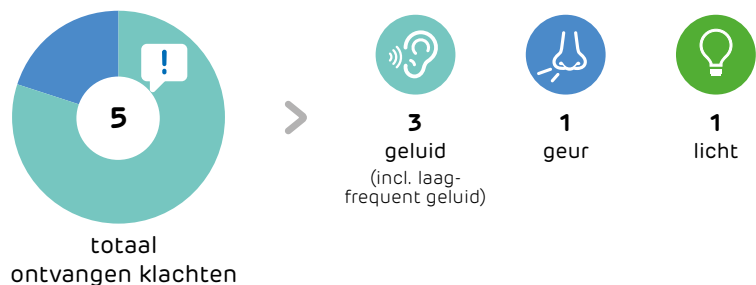 5
totaal
ontvangen klachten
3
geluid
(incl. laag-
frequent geluid)
1
geur
1
licht